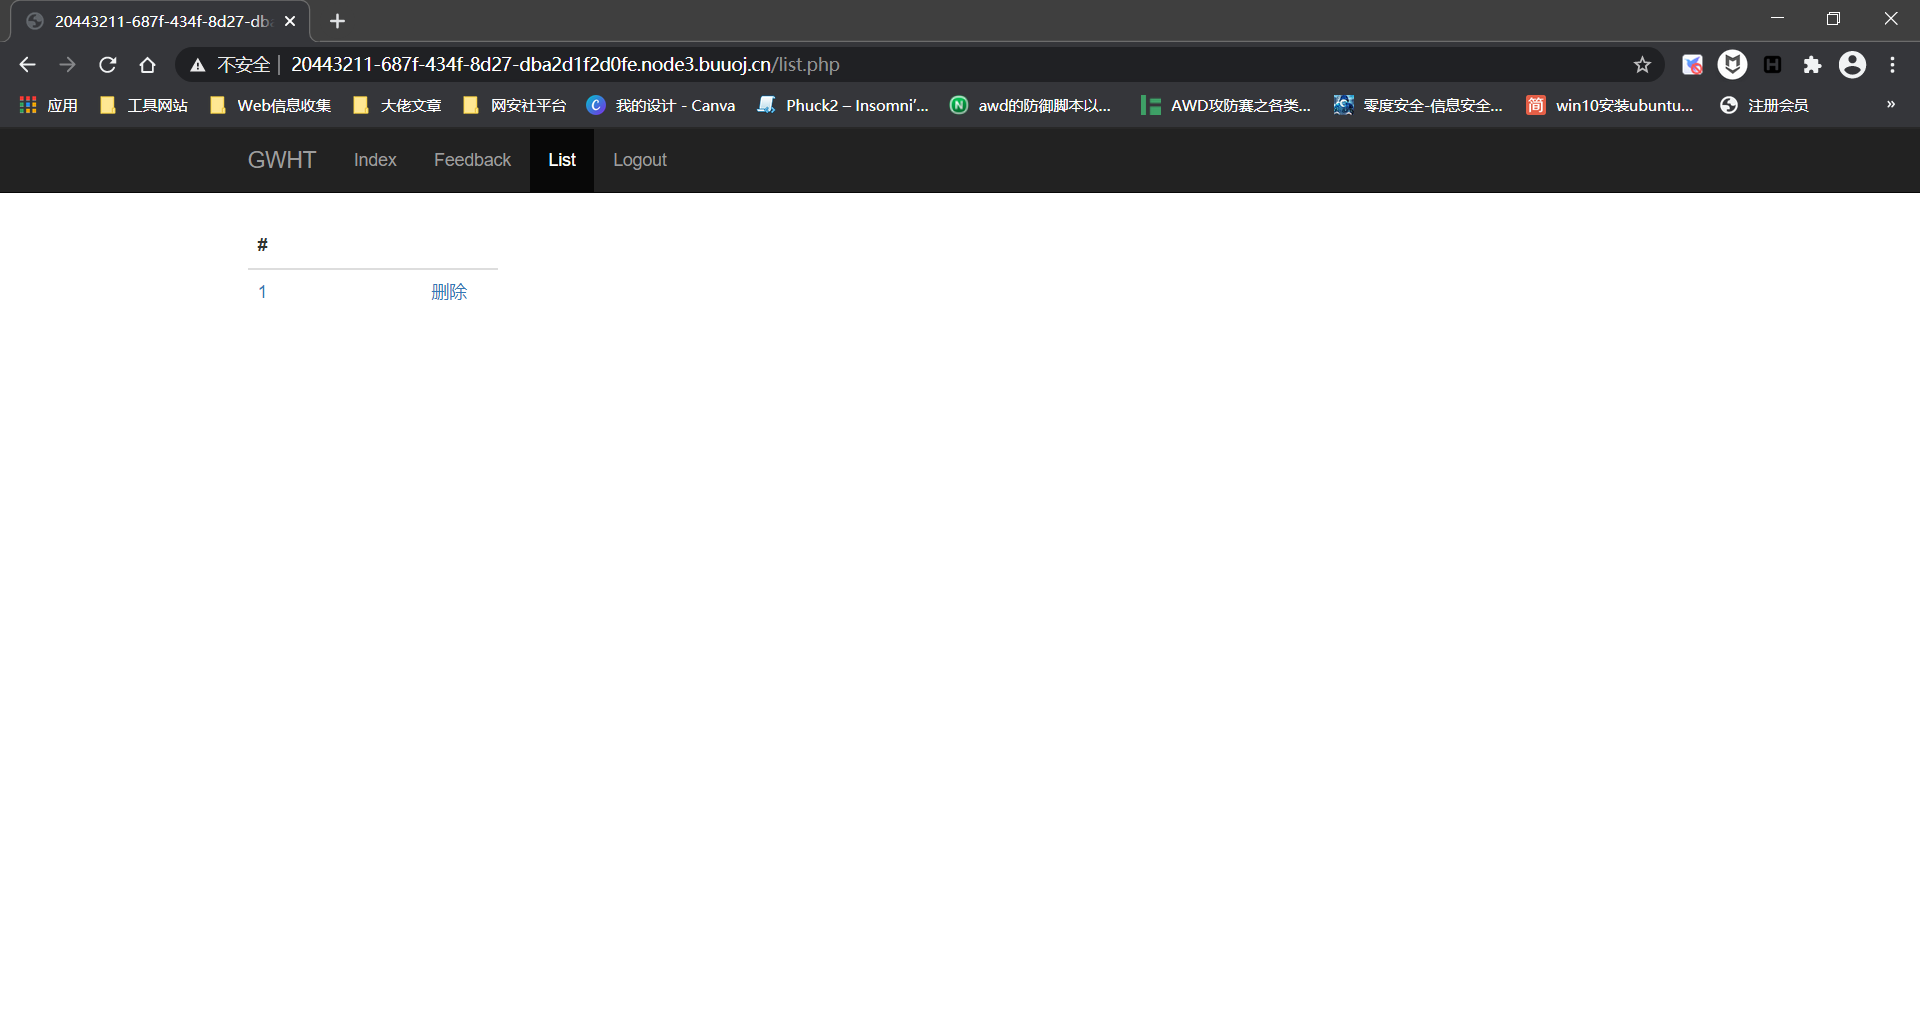 20443211-687f-434f-8d27-db
不安全 | 20443211-687f-434f-8d27-dba2d1f2d0fe.node3.buuoj.cn/list.php
应用 工具网站 Web信息收集 大佬文章 网安社平台 我的设计 - Canva Phuck2 – Insomni'... awd的防御脚本以... AWD攻防赛之各类... 零度安全-信息安全... 简 win10安装ubuntu... 注册会员 »
GWHT Index Feedback List Logout
#
1 删除